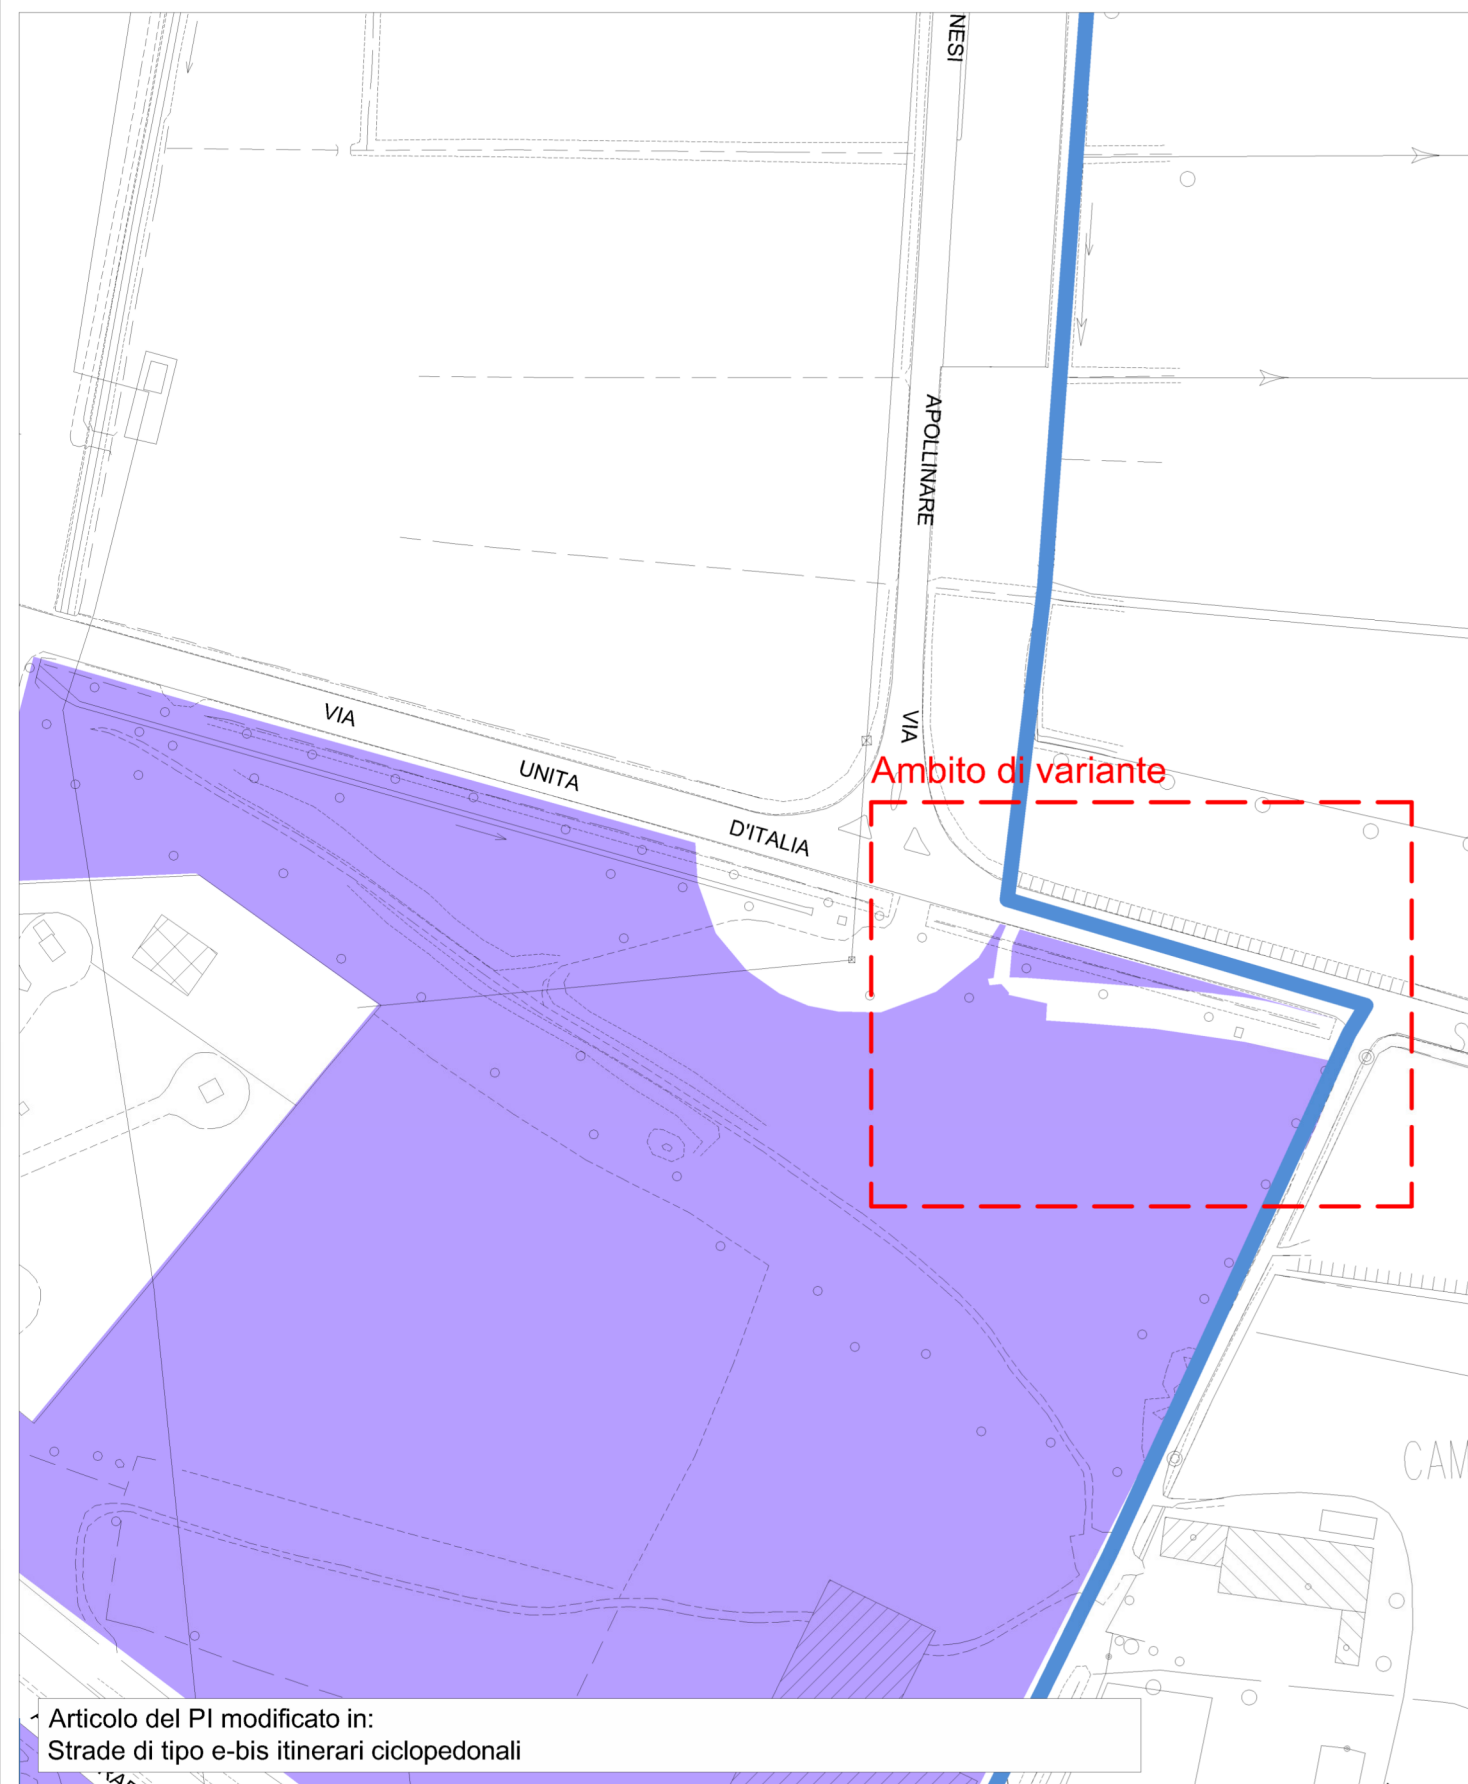 NESI
APOLLINARE
VIA
VIA
UNITA
D'ITALIA
Ambito di variante
CAM
Articolo del PI modificato in:
Strade di tipo e-bis itinerari ciclopedonali